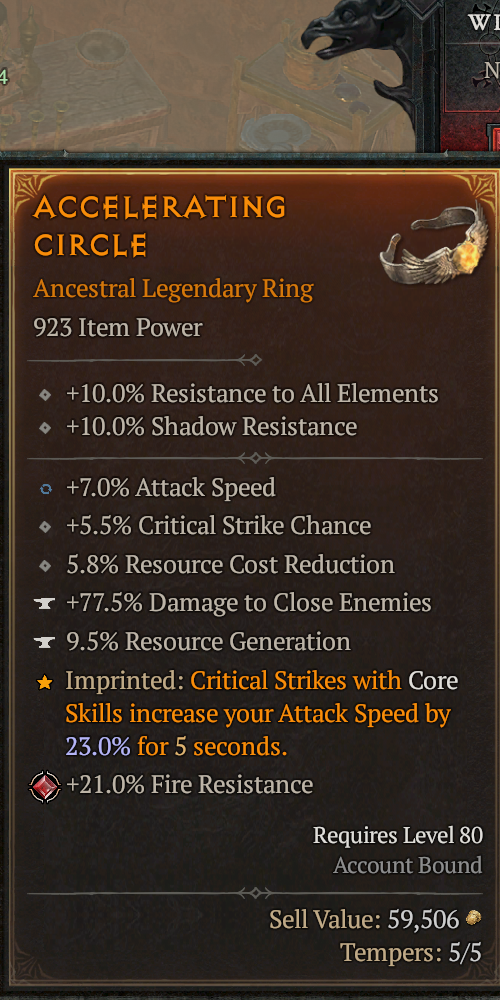 WI
4
N
ACCELERATING
CIRCLE
Ancestral Legendary Ring
923 Item Power
+10.0% Resistance to All Elements
+10.0% Shadow Resistance
+7.0% Attack Speed
+5.5% Critical Strike Chance
5.8% Resource Cost Reduction
+77.5% Damage to Close Enemies
9.5% Resource Generation
Imprinted: Critical Strikes with Core
Skills increase your Attack Speed by
23.0% for 5 seconds.
+21.0% Fire Resistance
Requires Level 80
Account Bound
Sell Value: 59,506
Tempers: 5/5